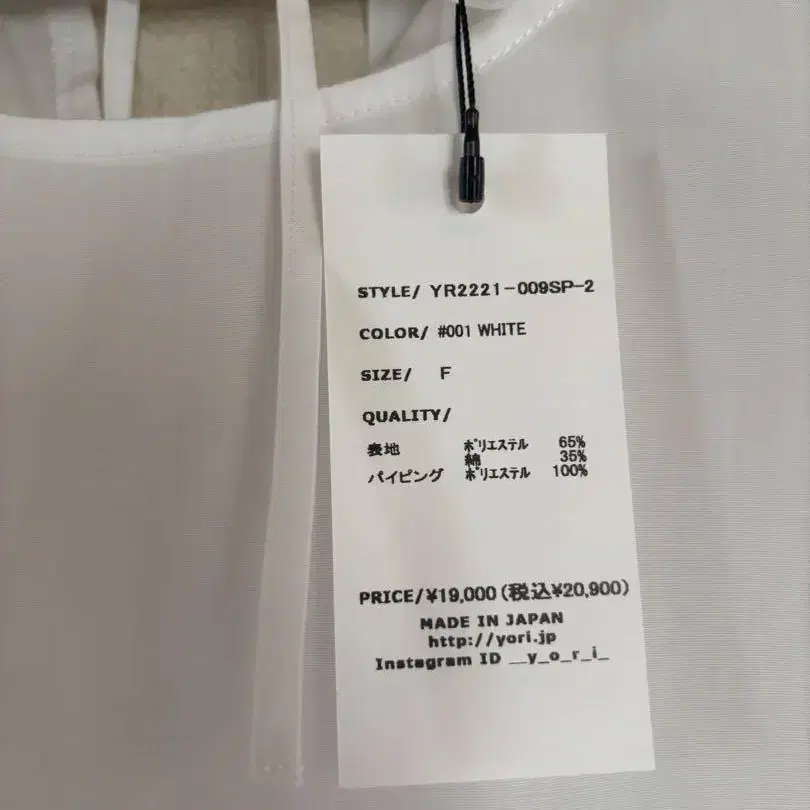 STYLE/ YR2221-009SP-2
COLOR/ #001 WHITE
SIZE/ F
QUALITY/
表地 ﾎﾟﾘｴｽﾃﾙ 65%
綿 35%
パイピング ﾎﾟﾘｴｽﾃﾙ 100%
PRICE/¥19,000(税込¥20,900)
MADE IN JAPAN
http://yori.jp
Instagram ID __y_o_r_i_